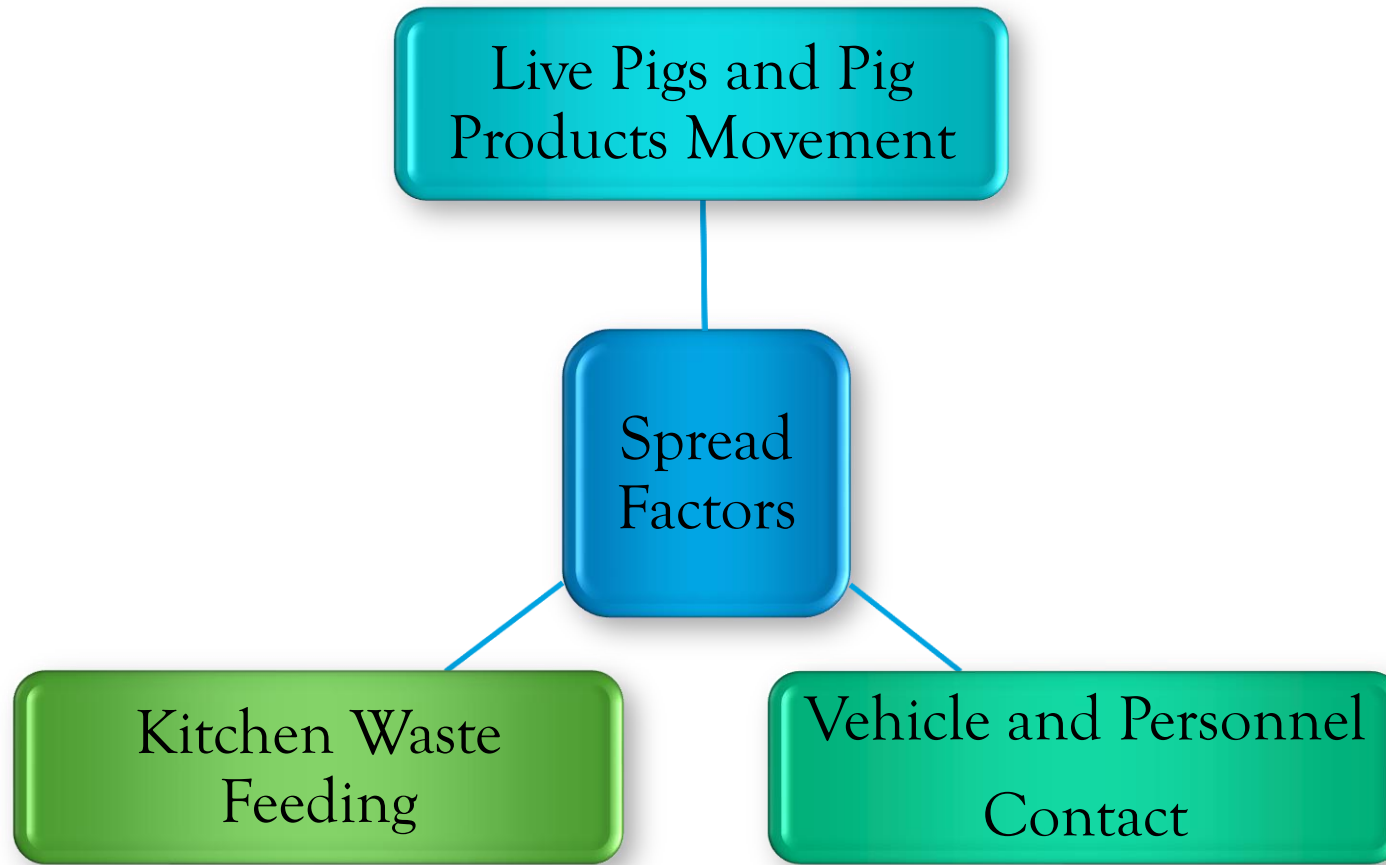 Live Pigs and Pig
Products Movement
Spread
Factors
Kitchen Waste
Feeding
Vehicle and Personnel
Contact